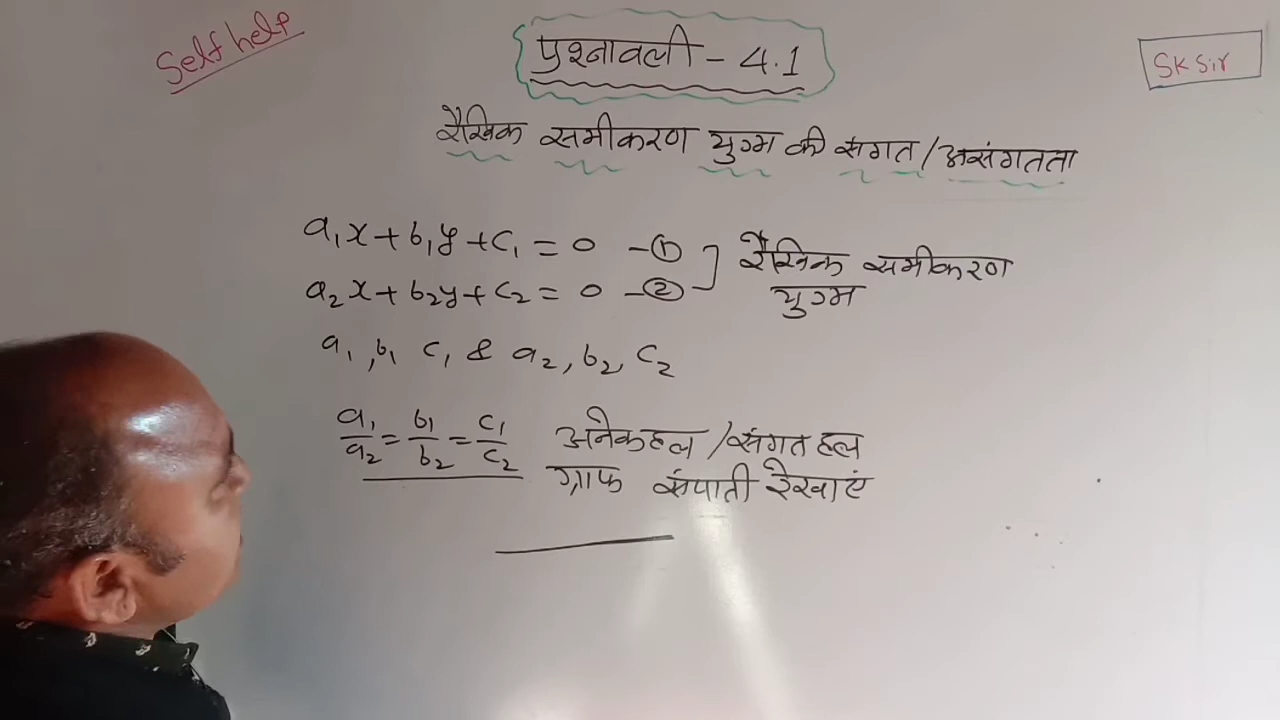 Self help
प्रश्नावली - 4.1
SK Sir
रैखिक समीकरण युग्म की संगत/असंगतता
a₁x+b₁y+c₁ = 0 -①
a₂x+b₂y+c₂ = 0 -②
रैखिक समीकरण
युग्म
a₁, b₁ c₁ & a₂, b₂, c₂
a₁/a₂ = b₁/b₂ = c₁/c₂ अनेक हल /संगत हल
ग्राफ संपाती रेखाएं